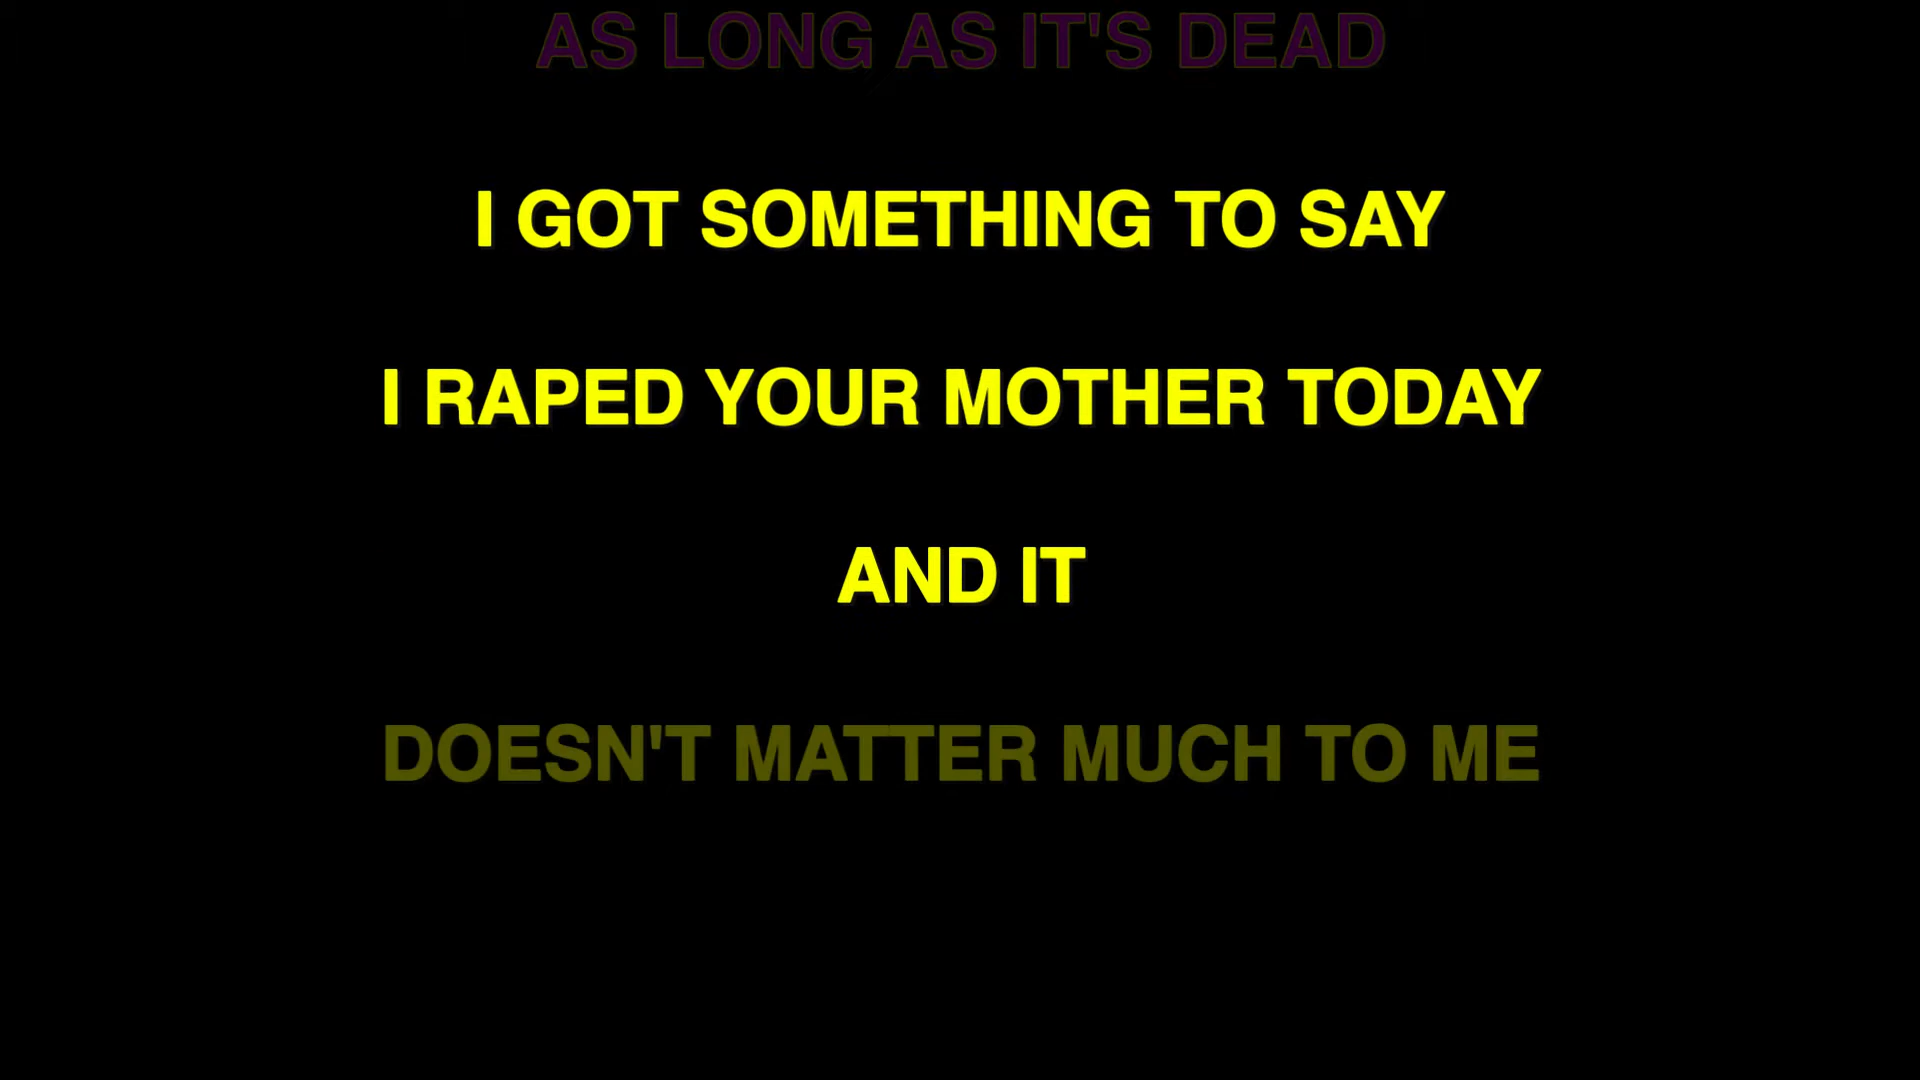 AS LONG AS IT'S DEAD
I GOT SOMETHING TO SAY
I RAPED YOUR MOTHER TODAY
AND IT
DOESN'T MATTER MUCH TO ME